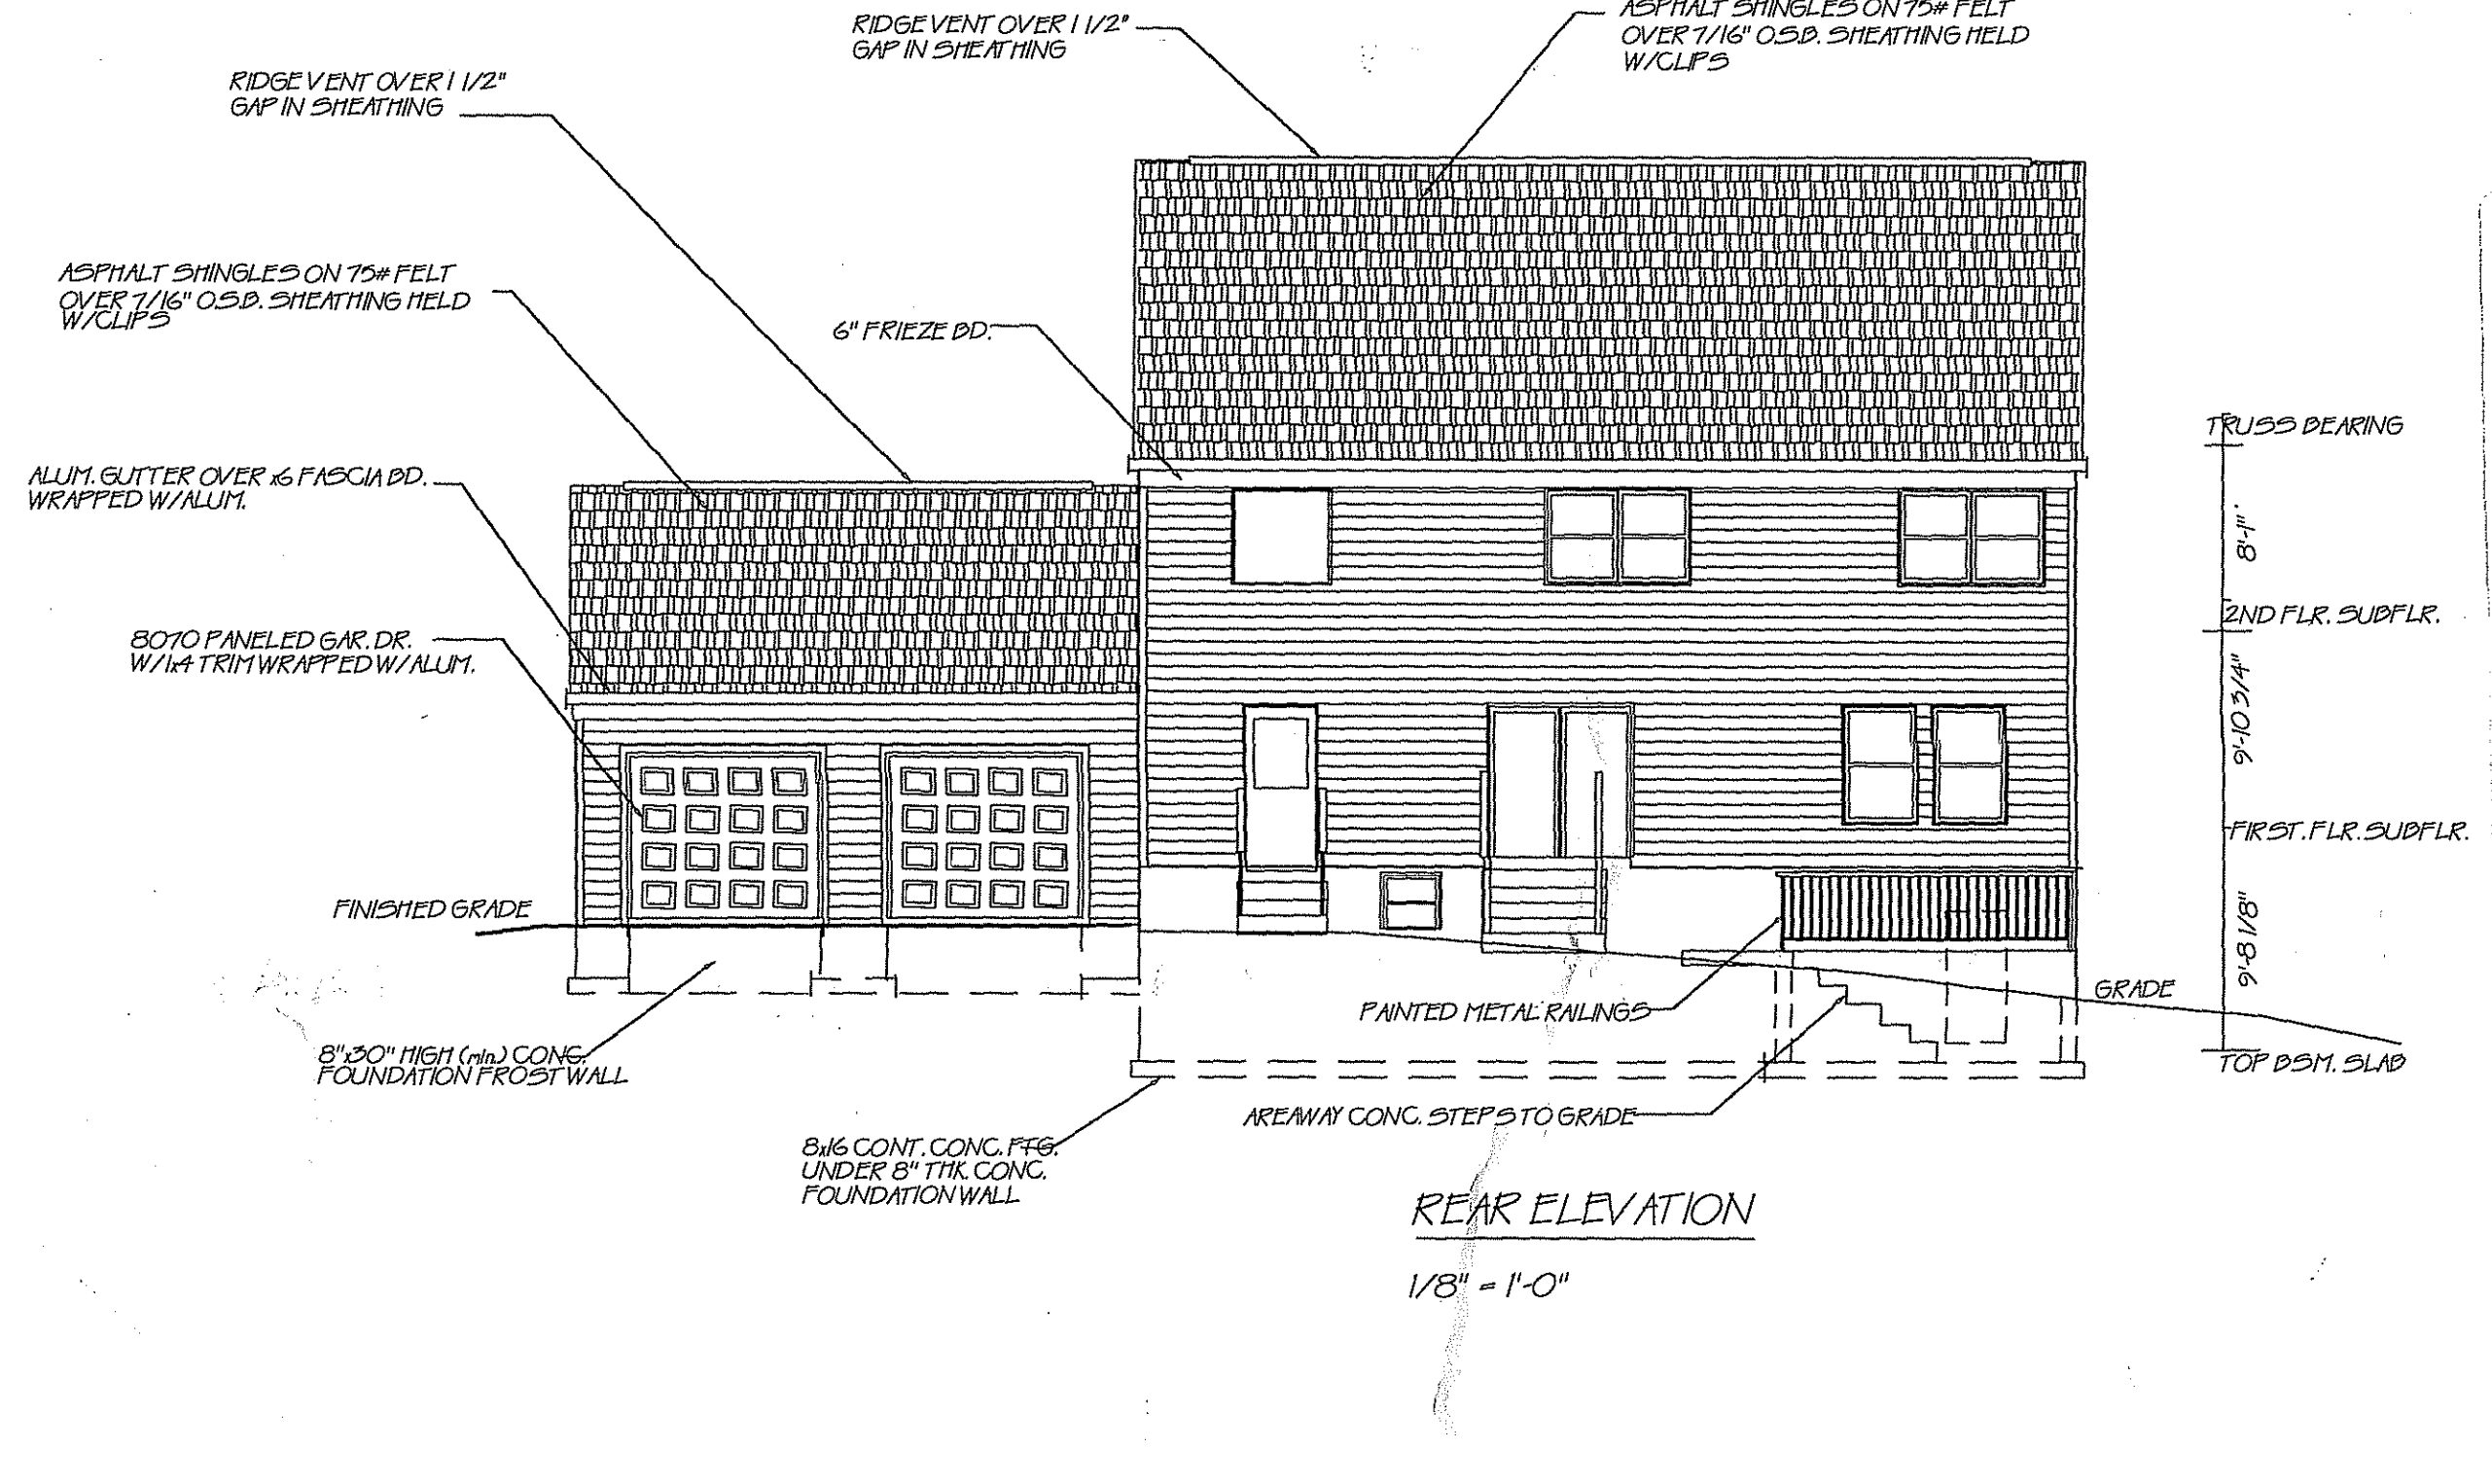 RIDGE VENT OVER 1 1/2"
GAP IN SHEATHING
ASPHALT SHINGLES ON 75# FELT
OVER 7/16" O.S.B. SHEATHING HELD
W/CLIPS
RIDGE VENT OVER 1 1/2"
GAP IN SHEATHING
ASPHALT SHINGLES ON 75# FELT
OVER 7/16" O.S.B. SHEATHING HELD
W/CLIPS
6" FRIEZE BD.
ALUM. GUTTER OVER x6 FASCIA BD.
WRAPPED W/ALUM.
8070 PANELED GAR. DR.
W/1x4 TRIM WRAPPED W/ALUM.
FINISHED GRADE
8"x30" HIGH (min.) CONC.
FOUNDATION FROST WALL
8x16 CONT. CONC. FTG.
UNDER 8" THK. CONC.
FOUNDATION WALL
PAINTED METAL RAILINGS
AREAWAY CONC. STEPS TO GRADE
TRUSS BEARING
8'-1"
2ND FLR. SUBFLR.
9'-10 3/4"
FIRST. FLR. SUBFLR.
9'-8 1/8"
GRADE
TOP BSM. SLAB
REAR ELEVATION
1/8" = 1'-0"